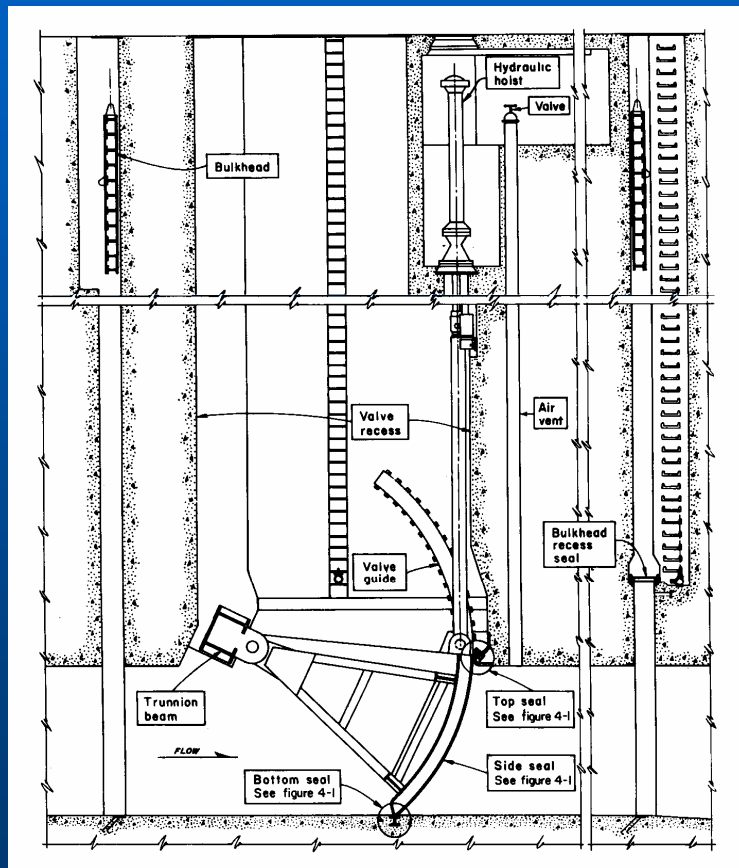 Hydraulic
hoist
Valve
Bulkhead
Valve
recess
Air
vent
Bulkhead
recess
seal
Valve
guide
Trunnion
beam
Top seal
See figure 4-1
FLOW
Side seal
See figure 4-1
Bottom seal
See figure 4-1